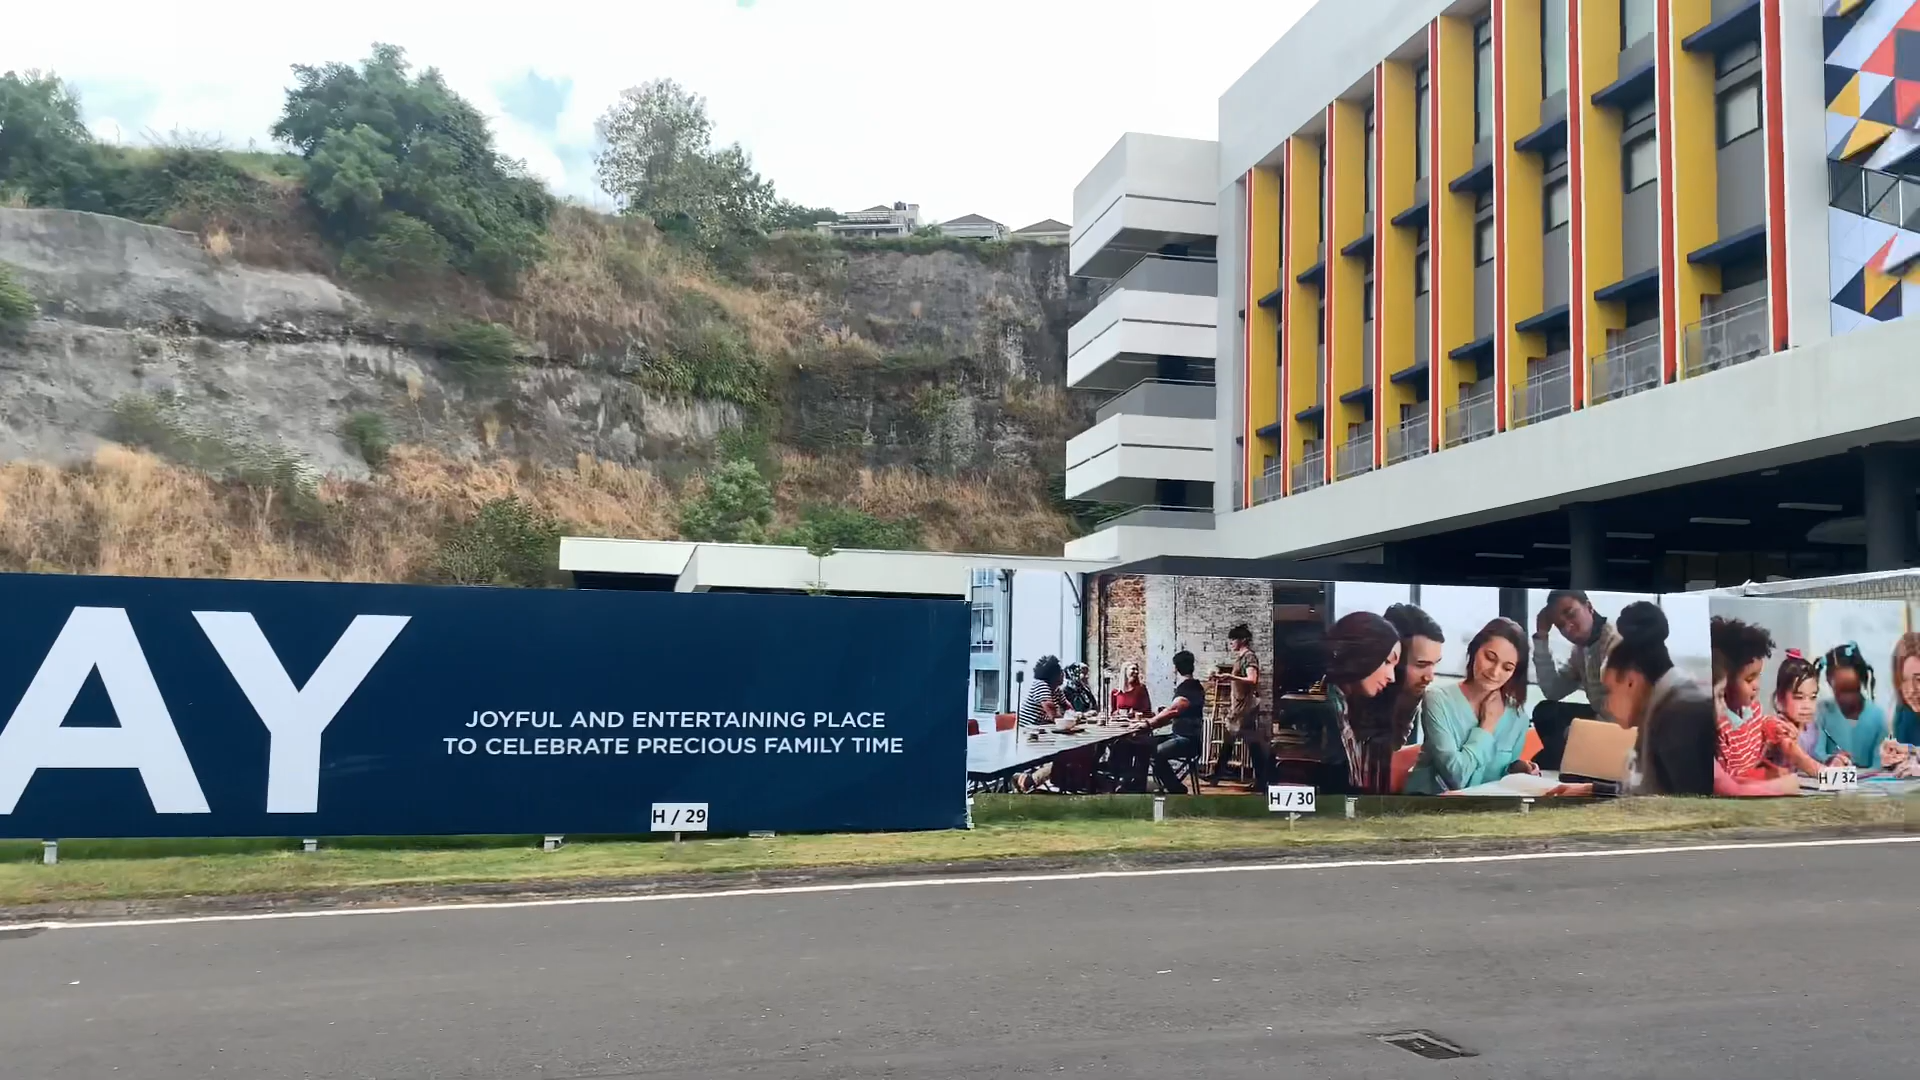 AY
JOYFUL AND ENTERTAINING PLACE
TO CELEBRATE PRECIOUS FAMILY TIME
H / 29
H / 30
H / 32